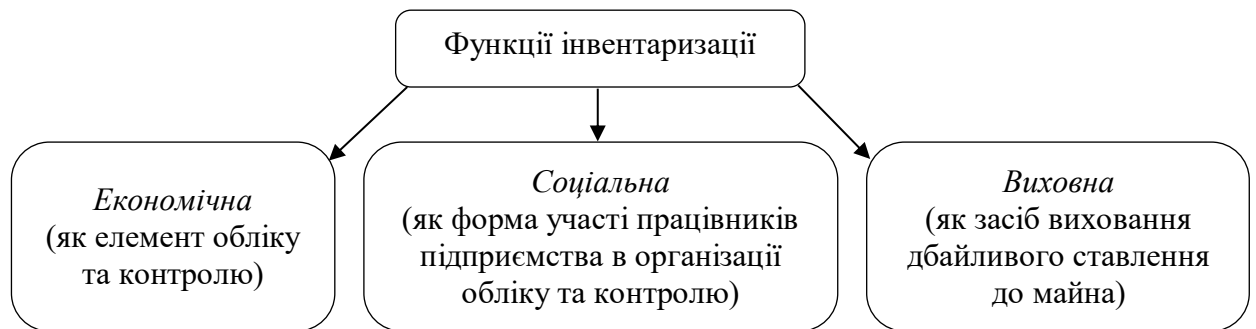 Функції інвентаризації
Економічна
(як елемент обліку
та контролю)
Соціальна
(як форма участі працівників
підприємства в організації
обліку та контролю)
Виховна
(як засіб виховання
дбайливого ставлення
до майна)